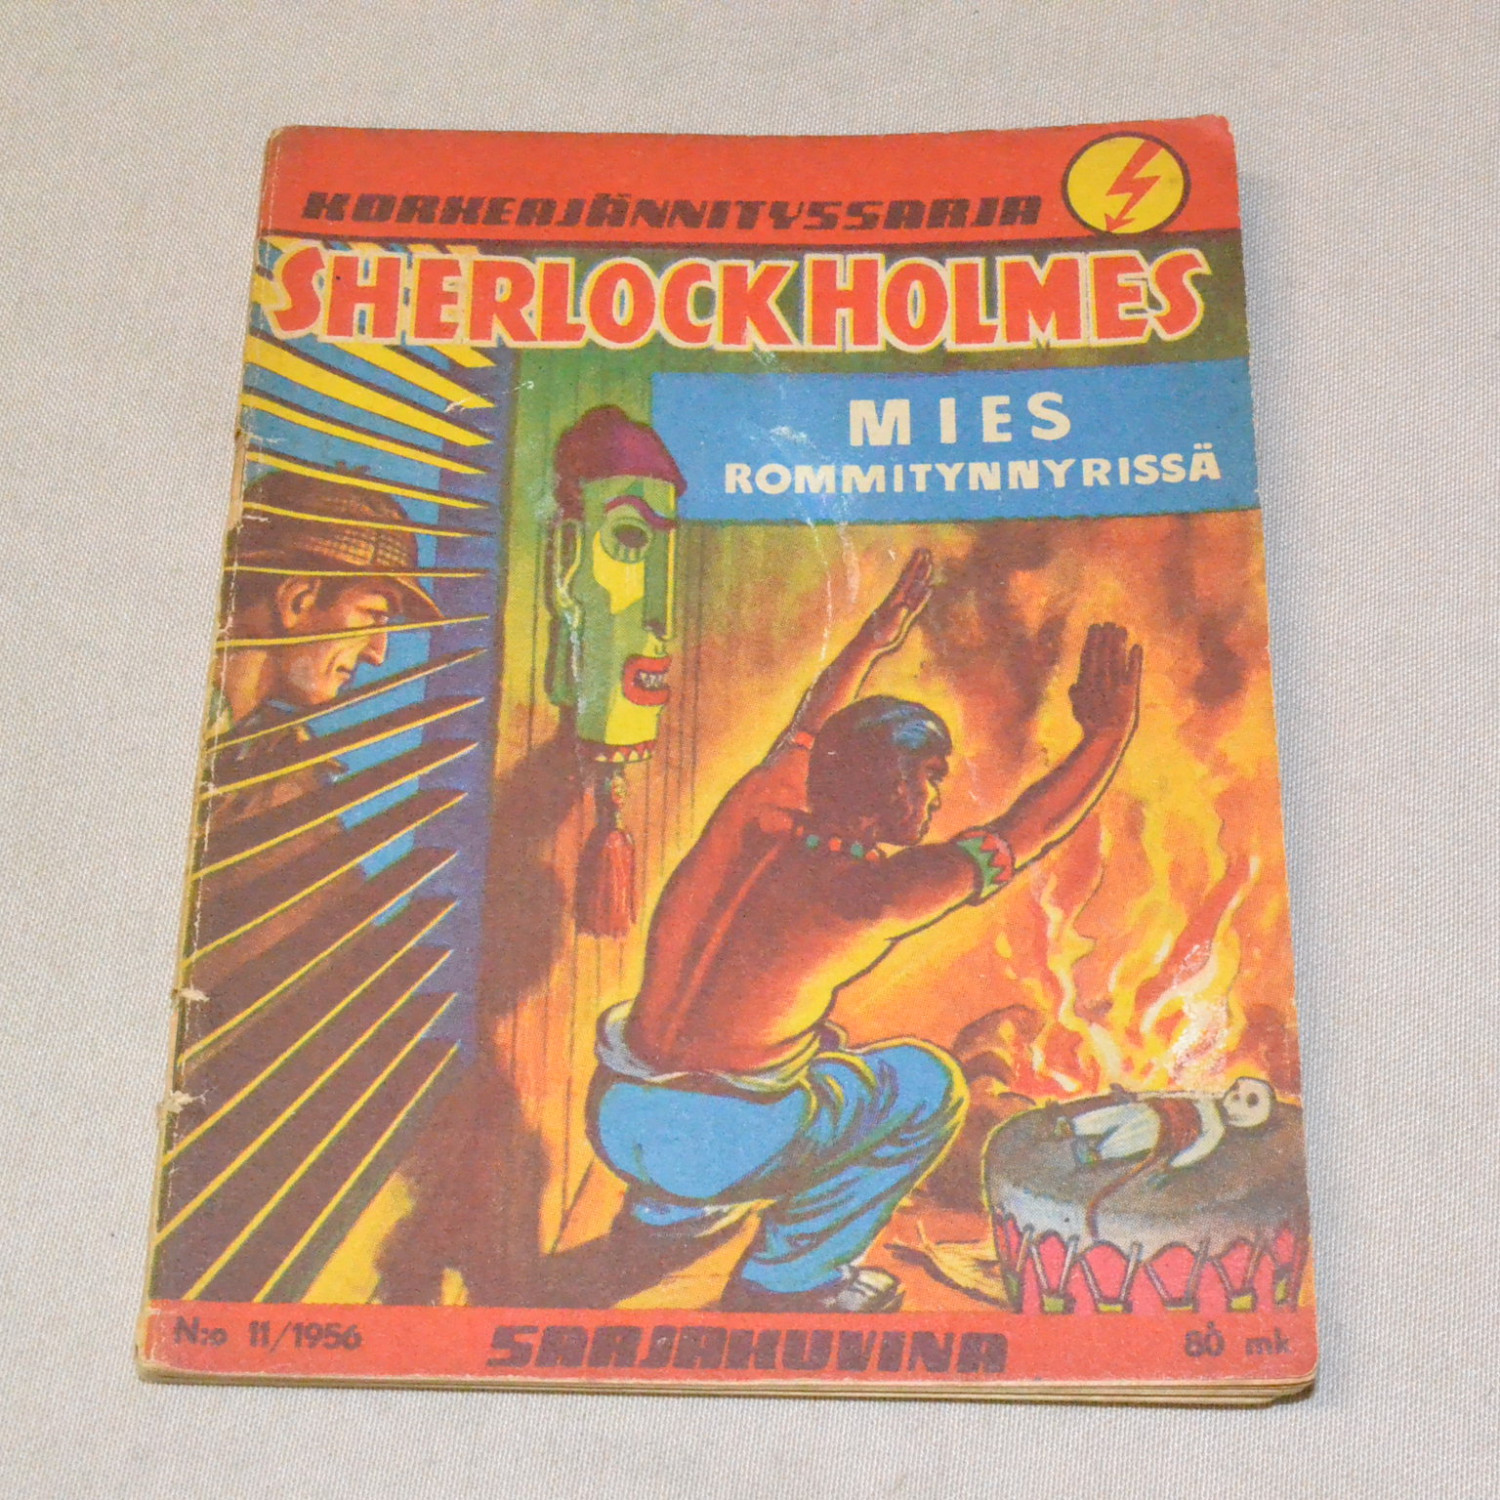 KORKEAJÄNNITYSSARJA
SHERLOCK HOLMES
MIES
ROMMITYNNYRISSÄ
N:o 11/1956
SARJAKUVINA
80 mk